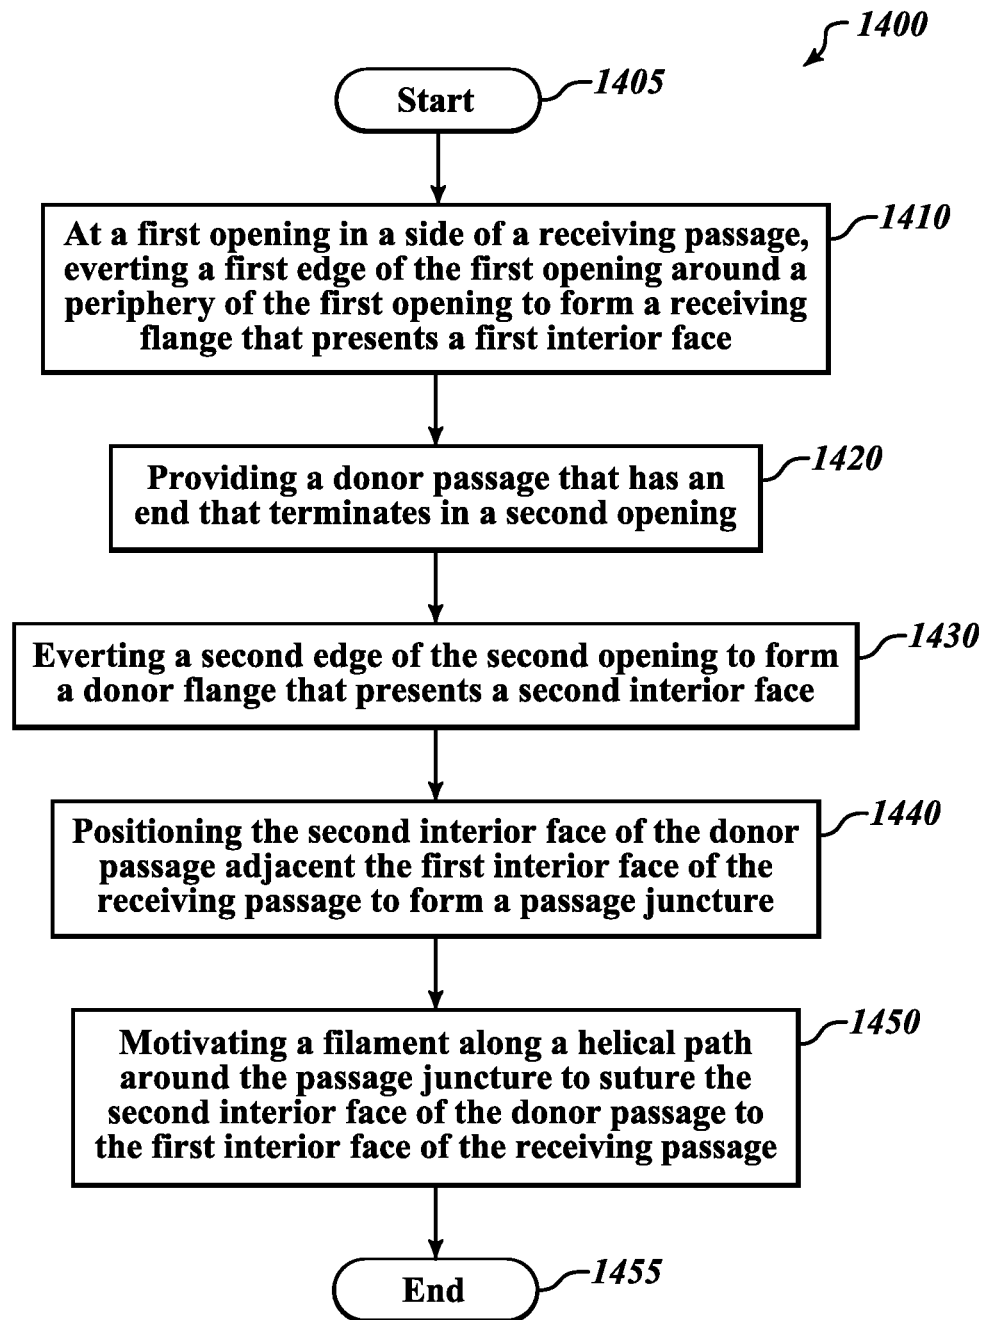 1400
Start
1405
1410
At a first opening in a side of a receiving passage,
everting a first edge of the first opening around a
periphery of the first opening to form a receiving
flange that presents a first interior face
1420
Providing a donor passage that has an
end that terminates in a second opening
1430
Everting a second edge of the second opening to form
a donor flange that presents a second interior face
1440
Positioning the second interior face of the donor
passage adjacent the first interior face of the
receiving passage to form a passage juncture
1450
Motivating a filament along a helical path
around the passage juncture to suture the
second interior face of the donor passage to
the first interior face of the receiving passage
End
1455